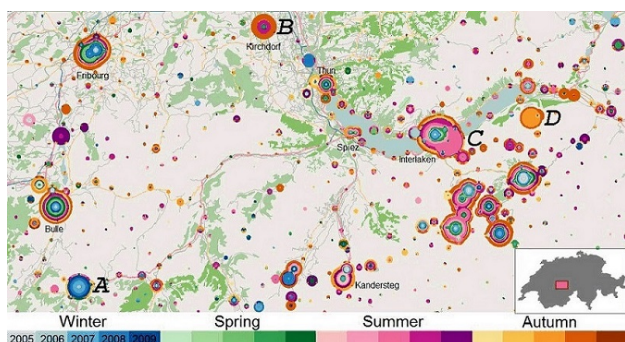 B
Kirchdorf
Fribourg
Thun
D
C
Spiez
Interlaken
Bulle
A
Kandersteg
Winter Spring Summer Autumn
2005 2006 2007 2008 2009